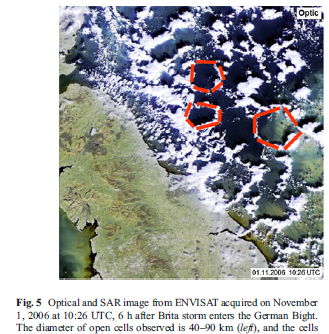 Optic
01.11.2006 10:26 UTC
Fig. 5 Optical and SAR image from ENVISAT acquired on November
1, 2006 at 10:26 UTC, 6 h after Brita storm enters the German Bight.
The diameter of open cells observed is 40–90 km (left), and the cells